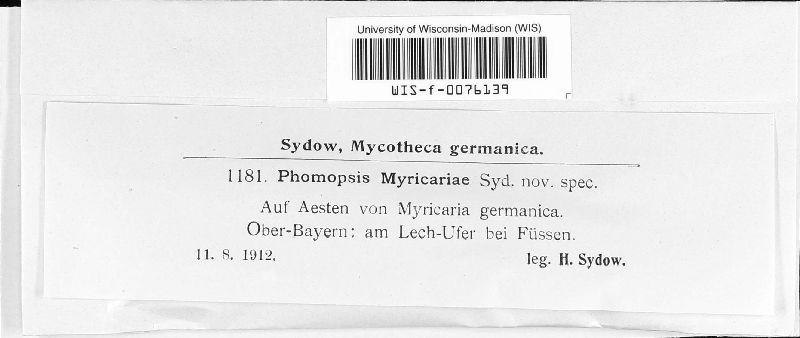 University of Wisconsin-Madison (WIS)
WIS-f-0076139
Sydow, Mycotheca germanica.
1181. Phomopsis Myricariae Syd. nov. spec.
Auf Aesten von Myricaria germanica.
Ober-Bayern: am Lech-Ufer bei Füssen.
11. 8. 1912. leg. H. Sydow.